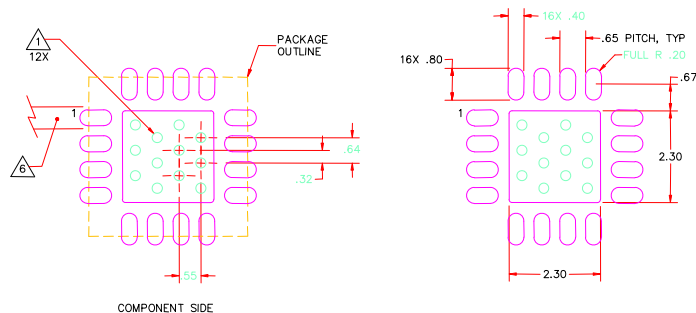 1
12X
PACKAGE
OUTLINE
1
6
.64
.32
.55
COMPONENT SIDE
16X .40
.65 PITCH, TYP
16X .80
FULL R .20
.67
1
2.30
2.30